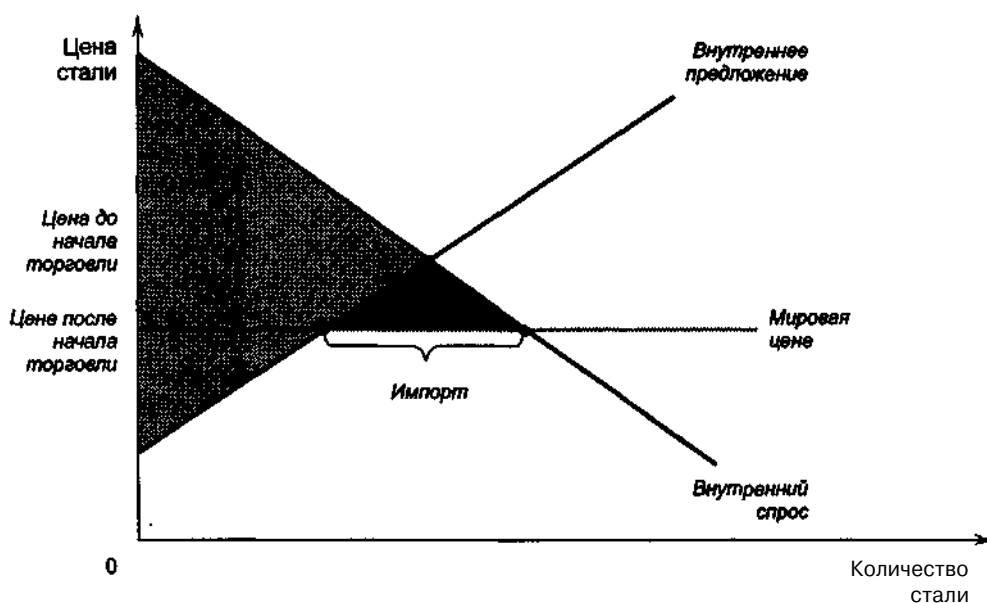 Цена
стали
Внутреннее
предложение
Цена до
начала
торговли
Цене после
начала
торговли
Мировая
цене
Импорт
Внутренний
спрос
0
Количество
стали